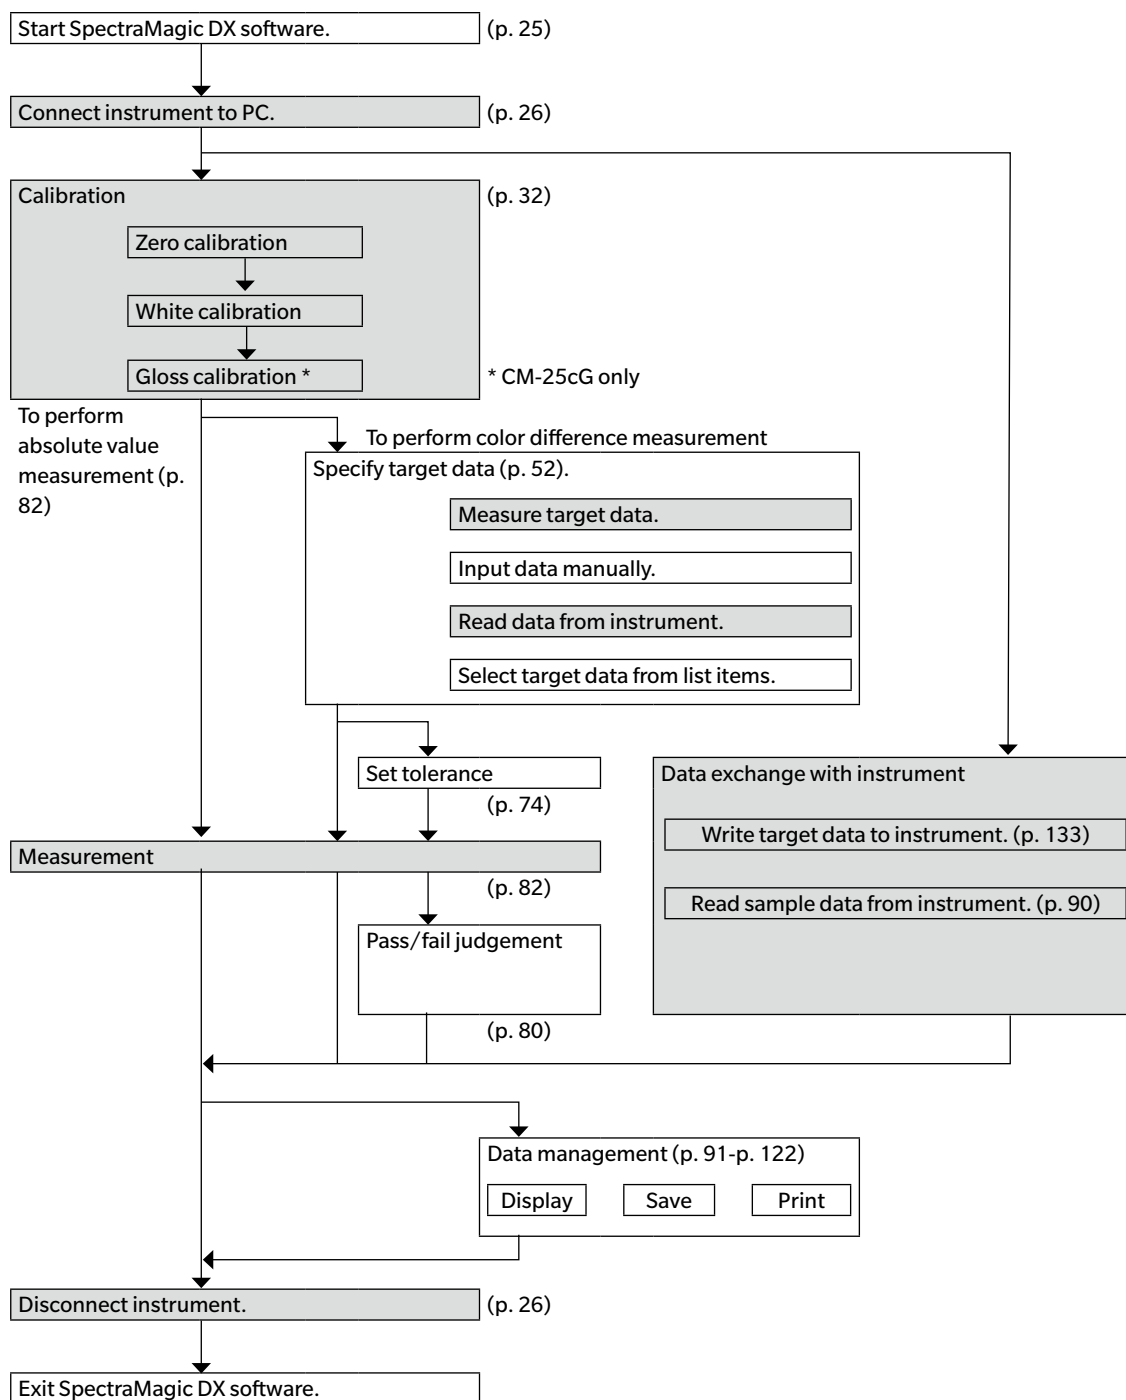 Start SpectraMagic DX software.
(p. 25)
Connect instrument to PC.
(p. 26)
Calibration
(p. 32)
Zero calibration
White calibration
Gloss calibration *
* CM-25cG only
To perform
absolute value
measurement (p.
82)
To perform color difference measurement
Specify target data (p. 52).
Measure target data.
Input data manually.
Read data from instrument.
Select target data from list items.
Set tolerance
(p. 74)
Data exchange with instrument
Write target data to instrument. (p. 133)
Read sample data from instrument. (p. 90)
Measurement
(p. 82)
Pass/fail judgement
(p. 80)
Data management (p. 91-p. 122)
Display
Save
Print
Disconnect instrument.
(p. 26)
Exit SpectraMagic DX software.